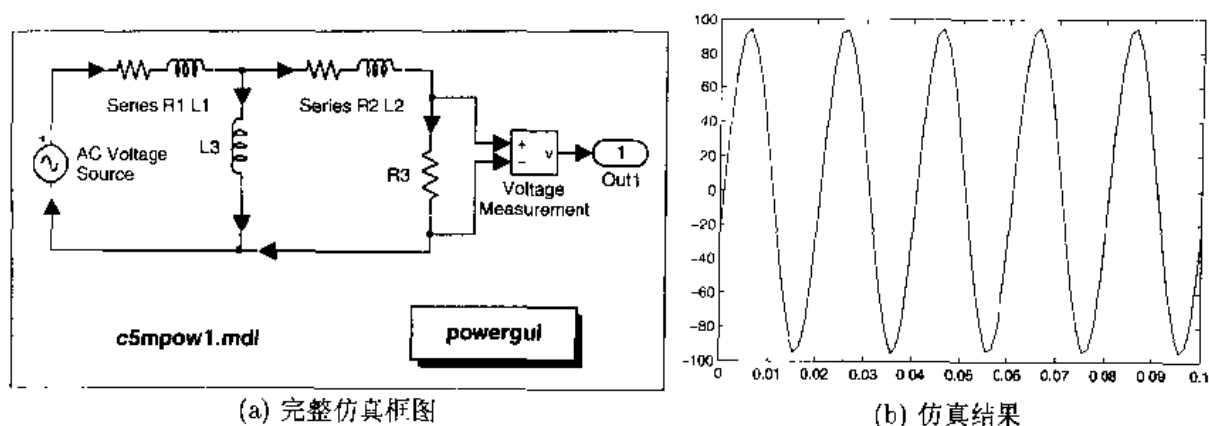 Series R1 L1
Series R2 L2
AC Voltage
Source
L3
R3
+
−
v
Voltage
Measurement
1
Out1
c5mpow1.mdl
powergui
(a) 完整仿真框图
100
80
60
40
20
0
-20
-40
-60
-80
-100
0 0.01 0.02 0.03 0.04 0.05 0.06 0.07 0.08 0.09 0.1
(b) 仿真结果